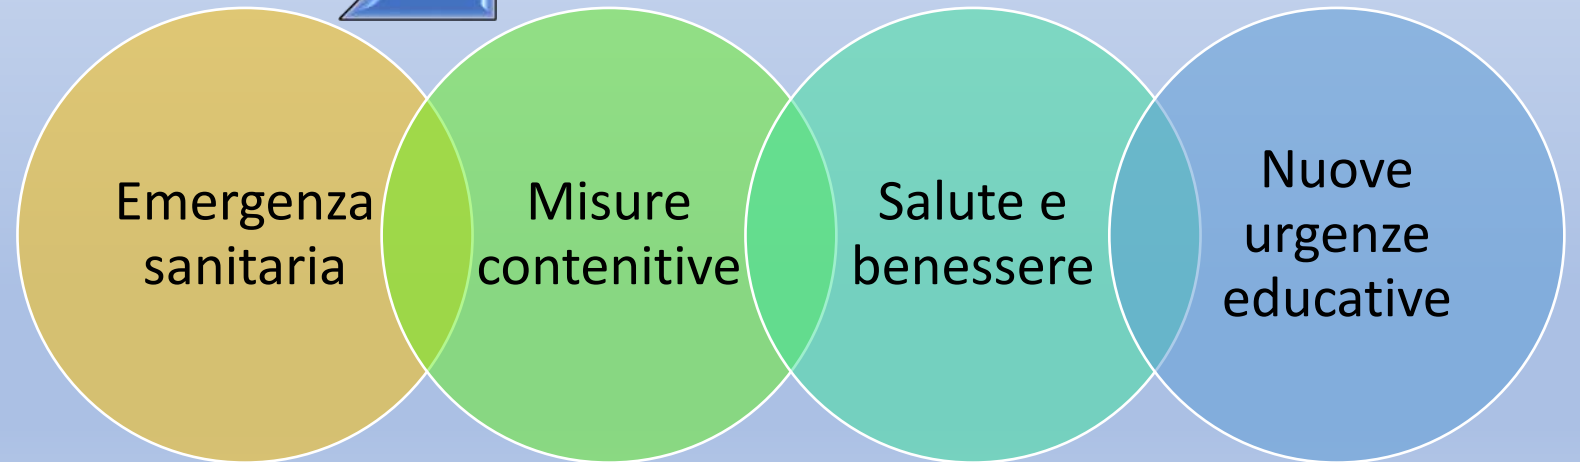 Emergenza
sanitaria
Misure
contenitive
Salute e
benessere
Nuove
urgenze
educative